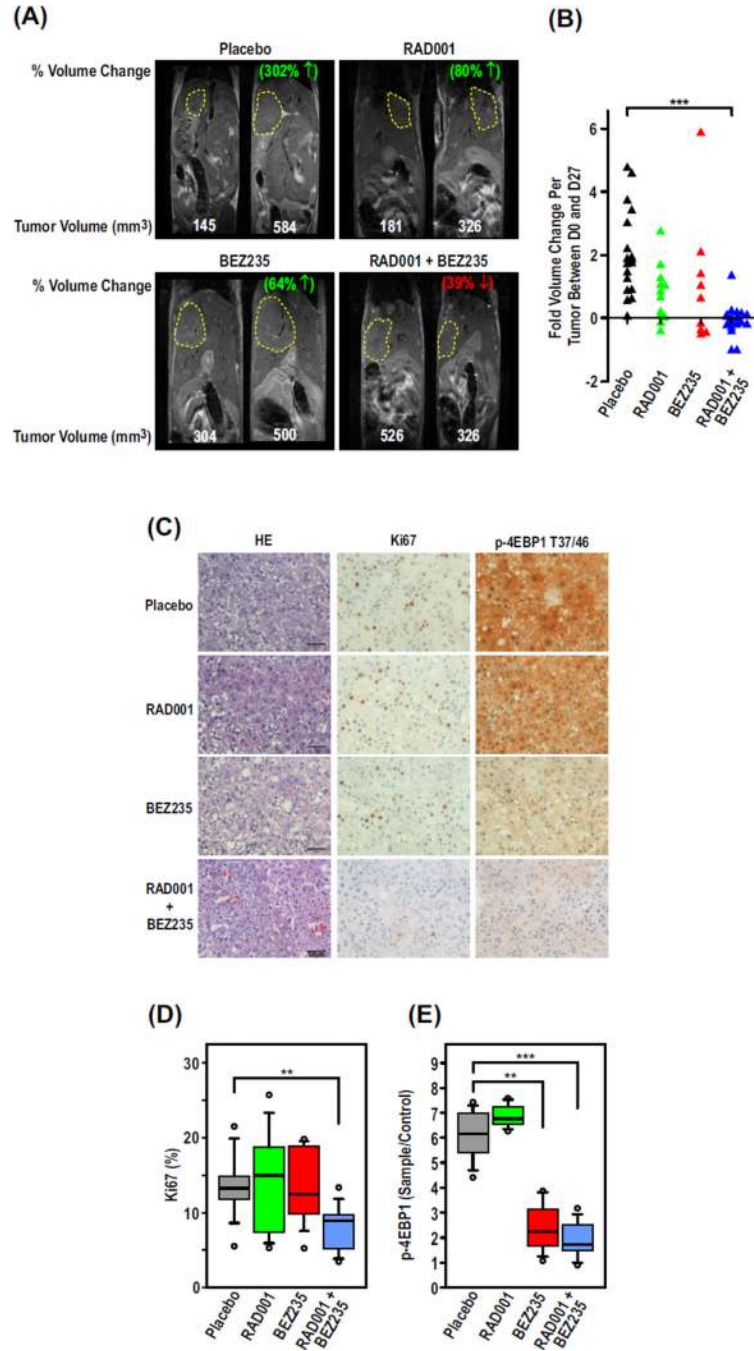 (A)
Placebo RAD001
% Volume Change (302% ↑) (80% ↑)
Tumor Volume (mm³) 145 584 181 326
BEZ235 RAD001 + BEZ235
% Volume Change (64% ↑) (39% ↓)
Tumor Volume (mm³) 304 500 526 326
(B)
***
Fold Volume Change Per
Tumor Between D0 and D27
6
4
2
0
-2
Placebo
RAD001
BEZ235
RAD001 +
BEZ235
(C)
HE Ki67 p-4EBP1 T37/46
Placebo
RAD001
BEZ235
RAD001
+
BEZ235
(D)
**
Ki67 (%)
30
20
10
0
Placebo
RAD001
BEZ235
RAD001 +
BEZ235
(E)
***
**
p-4EBP1 (Sample/Control)
9
8
7
6
5
4
3
2
1
0
Placebo
RAD001
BEZ235
RAD001 +
BEZ235